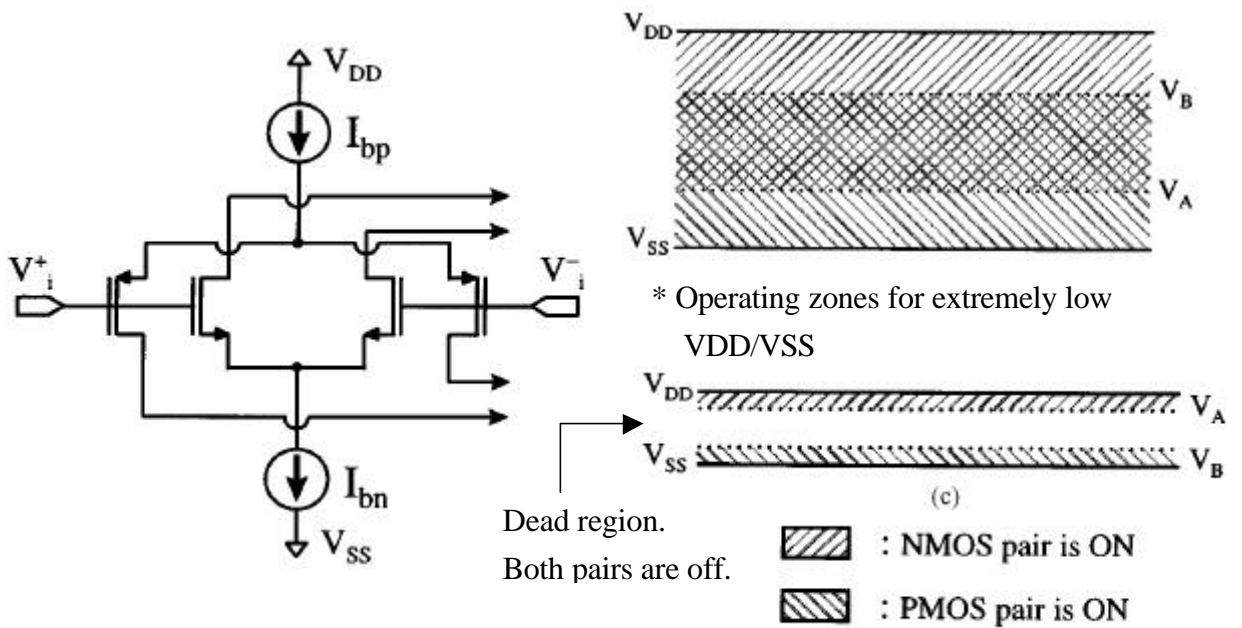 V_DD
I_bp
V^+_i
V^-_i
I_bn
V_SS
V_DD
V_B
V_A
V_SS
* Operating zones for extremely low
VDD/VSS
V_DD
V_A
V_SS
V_B
(c)
Dead region.
Both pairs are off.
: NMOS pair is ON
: PMOS pair is ON